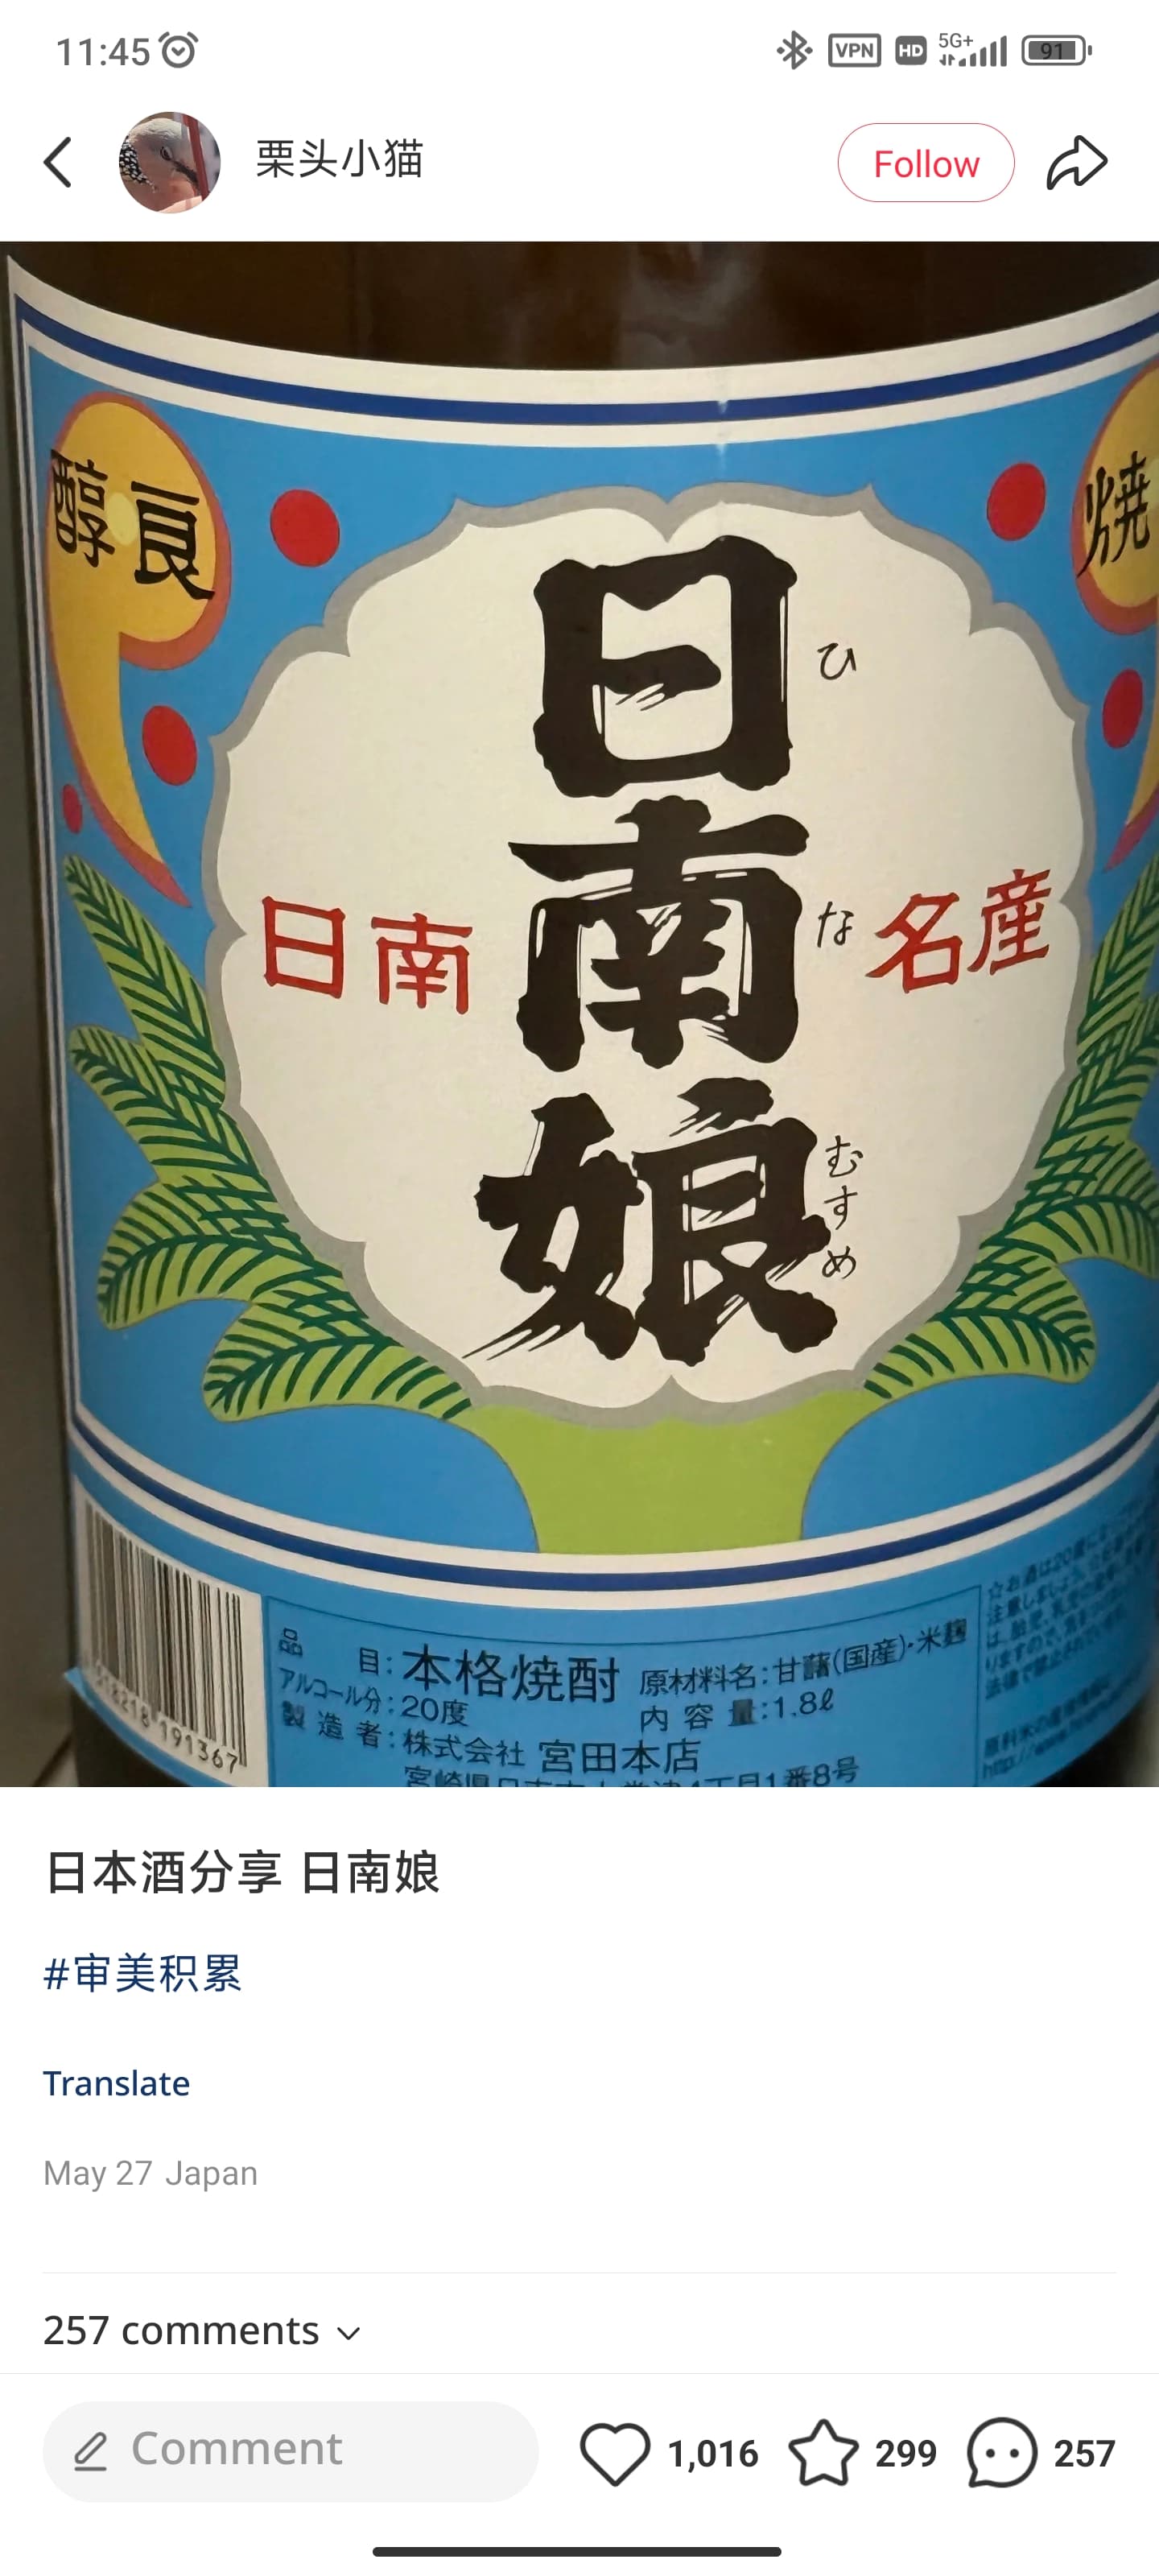 11:45
VPN HD 5G+ 91
栗头小猫
Follow
醇良
焼
日南娘
ひ
な
むすめ
日南
名産
品目:本格焼酎
アルコール分:20度
製造者:株式会社 宮田本店
原材料名:甘藷(国産)・米麹
内容量:1.8ℓ
191367
日本酒分享 日南娘
#审美积累
Translate
May 27 Japan
257 comments
Comment
1,016
299
257